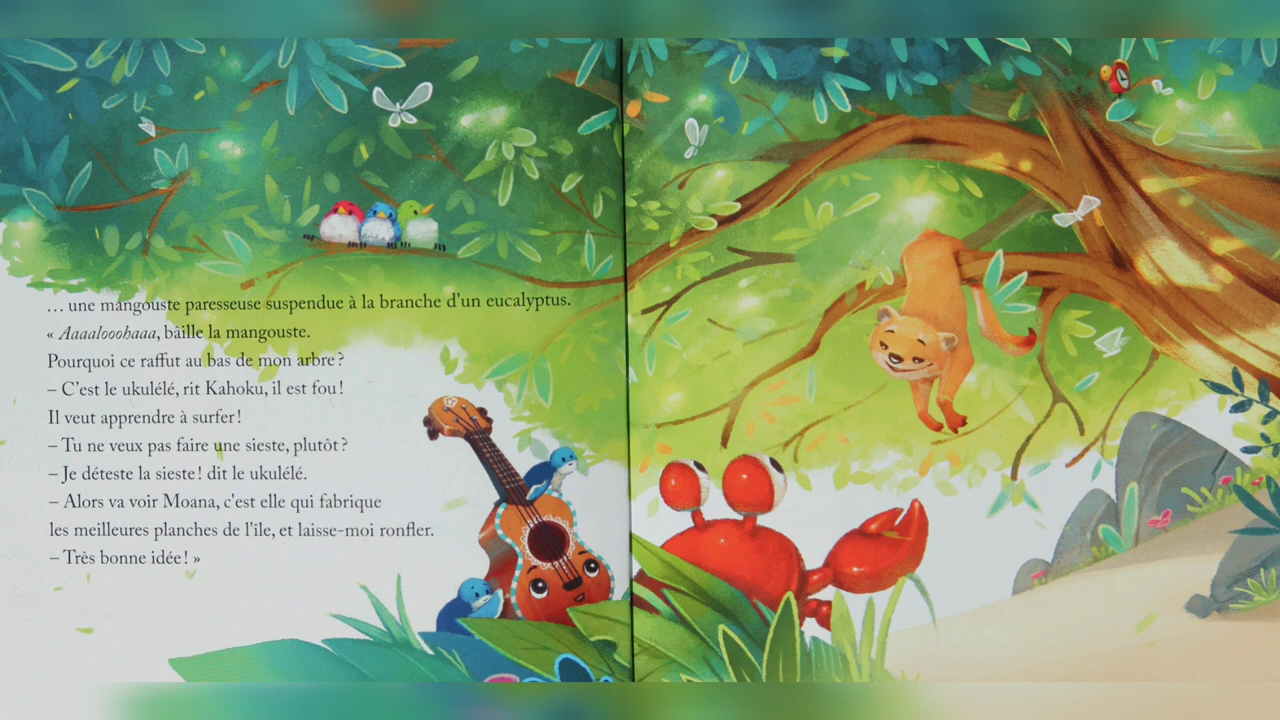 … une mangouste paresseuse suspendue à la branche d'un eucalyptus.
« Aaaalooohaaa, bâille la mangouste.
Pourquoi ce raffut au bas de mon arbre ?
– C'est le ukulélé, rit Kahoku, il est fou !
Il veut apprendre à surfer !
– Tu ne veux pas faire une sieste, plutôt ?
– Je déteste la sieste ! dit le ukulélé.
– Alors va voir Moana, c'est elle qui fabrique
les meilleures planches de l'île, et laisse-moi ronfler.
– Très bonne idée ! »